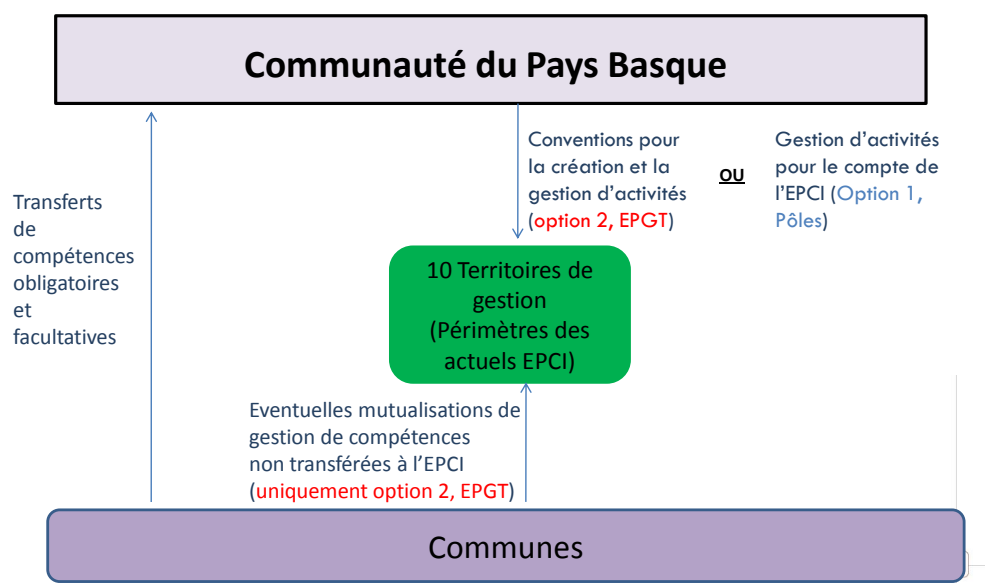 Communauté du Pays Basque
Transferts
de
compétences
obligatoires
et
facultatives
Conventions pour
la création et la
gestion d'activités
(option 2, EPGT)
OU
Gestion d'activités
pour le compte de
l'EPCI (Option 1,
Pôles)
10 Territoires de
gestion
(Périmètres des
actuels EPCI)
Eventuelles mutualisations de
gestion de compétences
non transférées à l'EPCI
(uniquement option 2, EPGT)
Communes